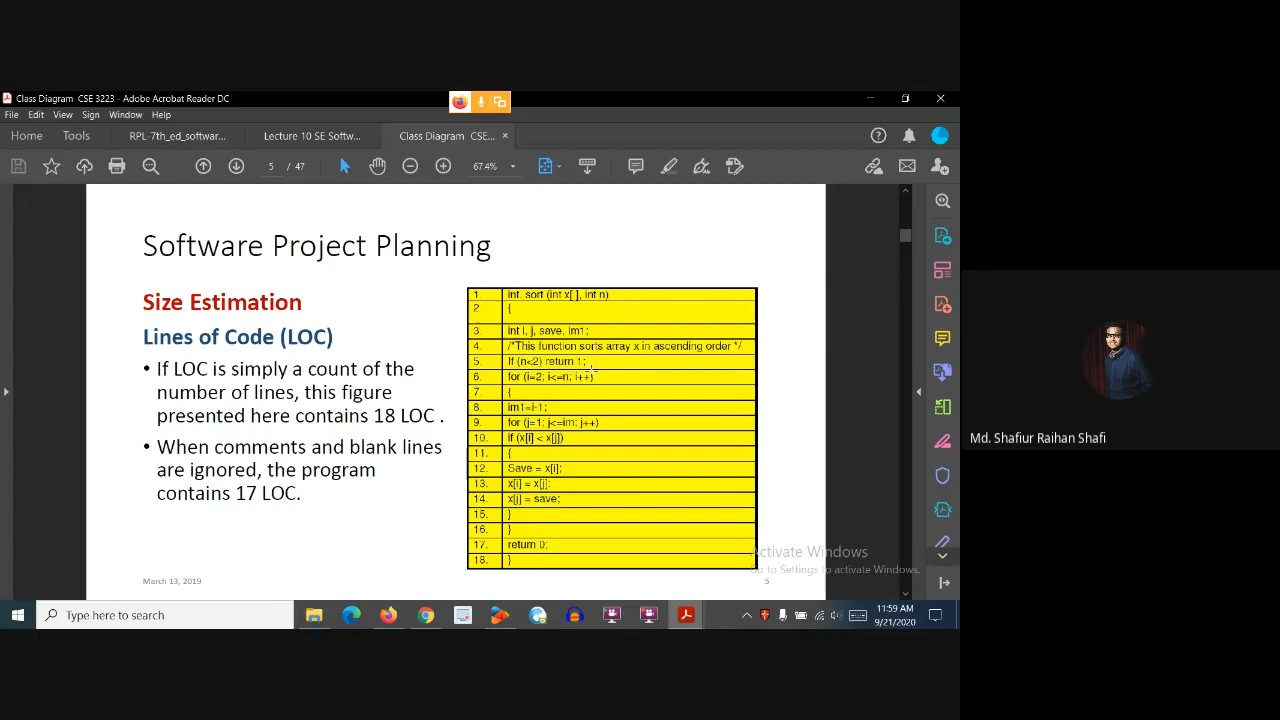 Class Diagram CSE 3223 - Adobe Acrobat Reader DC
File Edit View Sign Window Help
Home Tools RPL-7th_ed_softwar... Lecture 10 SE Softw... Class Diagram CSE... ×
5 / 47 67.4%
Software Project Planning
Size Estimation
Lines of Code (LOC)
• If LOC is simply a count of the
number of lines, this figure
presented here contains 18 LOC .
• When comments and blank lines
are ignored, the program
contains 17 LOC.
1. int. sort (int x[ ], int n)
2. {
3. int i, j, save, im1;
4. /*This function sorts array x in ascending order */
5. If (n<2) return 1;
6. for (i=2; i<=n; i++)
7. {
8. im1=i-1;
9. for (j=1; j<=im; j++)
10. if (x[i] < x[j])
11. {
12. Save = x[i];
13. x[i] = x[j];
14. x[j] = save;
15. }
16. }
17. return 0;
18. }
March 13, 2019
5
Activate Windows
Go to Settings to activate Windows.
Md. Shafiur Raihan Shafi
Type here to search
11:59 AM
9/21/2020